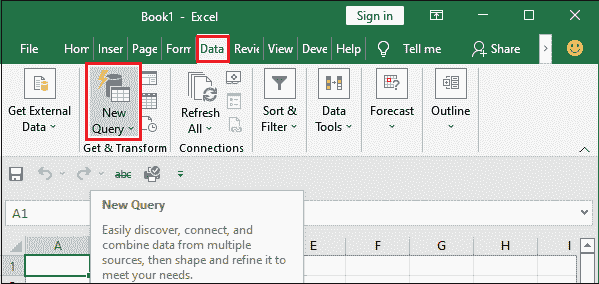 Book1 - Excel
Sign in
File Hom Inser Page Form Data Revie View Deve Help Tell me Share
Get External Data
New Query
Refresh All
Sort & Filter
Data Tools
Forecast
Outline
Get & Transform
Connections
abc
A1
New Query
Easily discover, connect, and
combine data from multiple
sources, then shape and refine it to
meet your needs.
A E F G H I
1